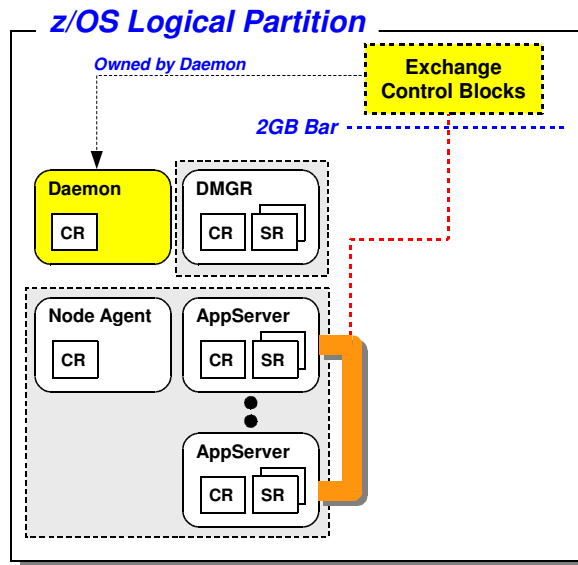 z/OS Logical Partition
Owned by Daemon
Exchange
Control Blocks
2GB Bar
Daemon
CR
DMGR
CR
SR
Node Agent
CR
AppServer
CR
SR
AppServer
CR
SR